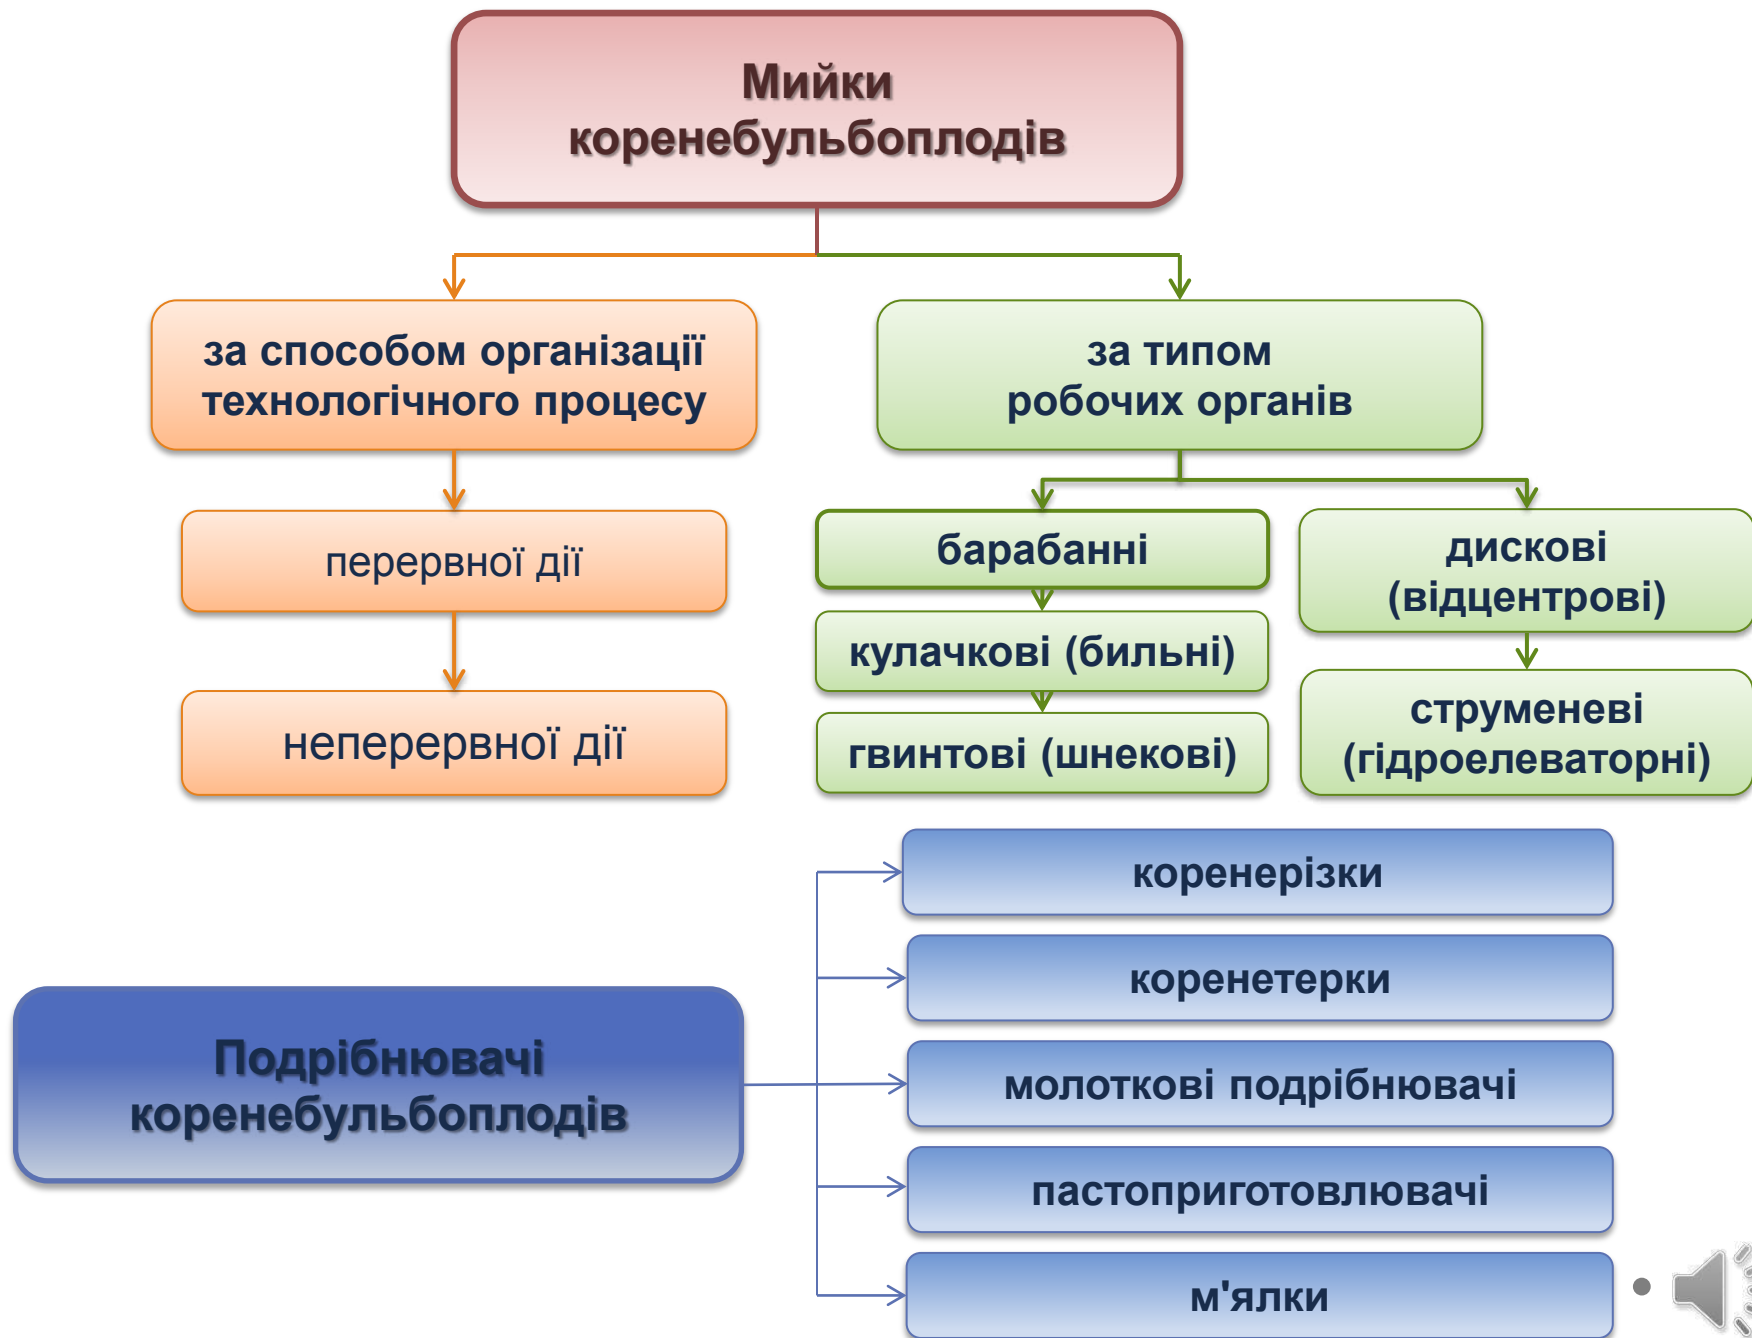 Мийки
коренебульбоплодів
за способом організації
технологічного процесу
за типом
робочих органів
перервної дії
неперервної дії
барабанні
кулачкові (бильні)
гвинтові (шнекові)
дискові
(відцентрові)
струменеві
(гідроелеваторні)
Подрібнювачі
коренебульбоплодів
коренерізки
коренетерки
молоткові подрібнювачі
пастоприготовлювачі
м'ялки